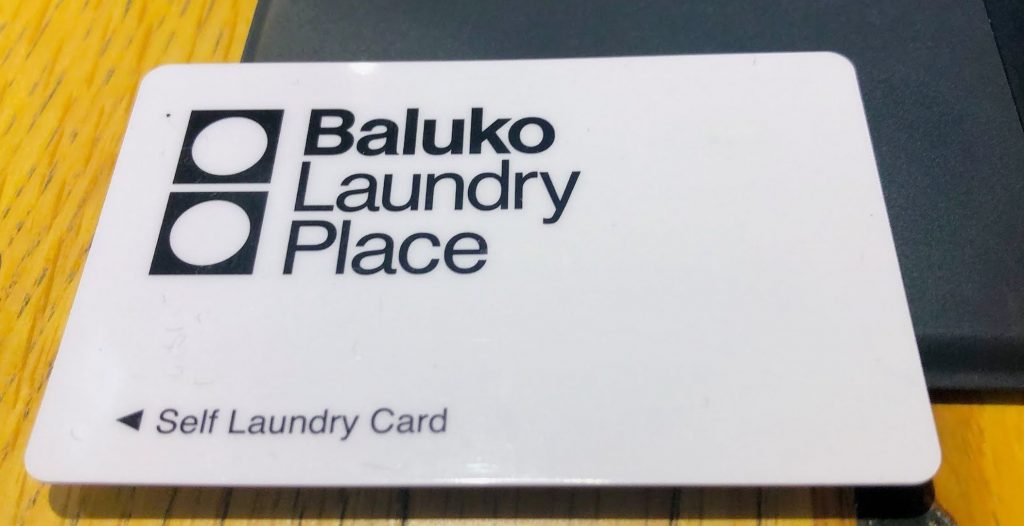 Baluko
Laundry
Place
◀ Self Laundry Card